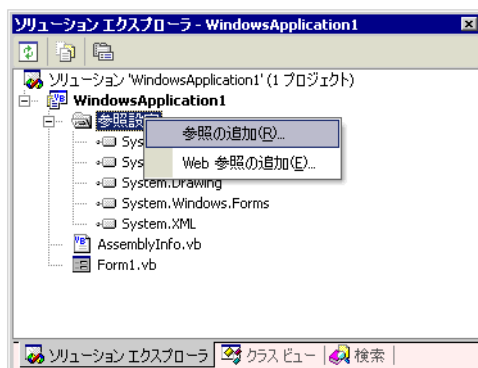 ソリューション エクスプローラ - WindowsApplication1
ソリューション 'WindowsApplication1' (1 プロジェクト)
WindowsApplication1
参照設定
参照の追加(R)...
Sys
Web 参照の追加(E)...
Sys
System.Drawing
System.Windows.Forms
System.XML
AssemblyInfo.vb
Form1.vb
ソリューション エクスプローラ クラス ビュー 検索